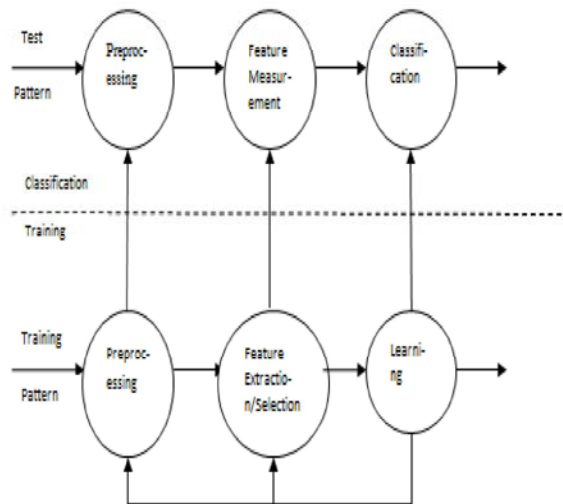 Test
Pattern
Preproc-
essing
Feature
Measur-
ement
Classifi-
cation
Classification
Training
Training
Pattern
Preproc-
essing
Feature
Extractio-
n/Selection
Learni-
ng